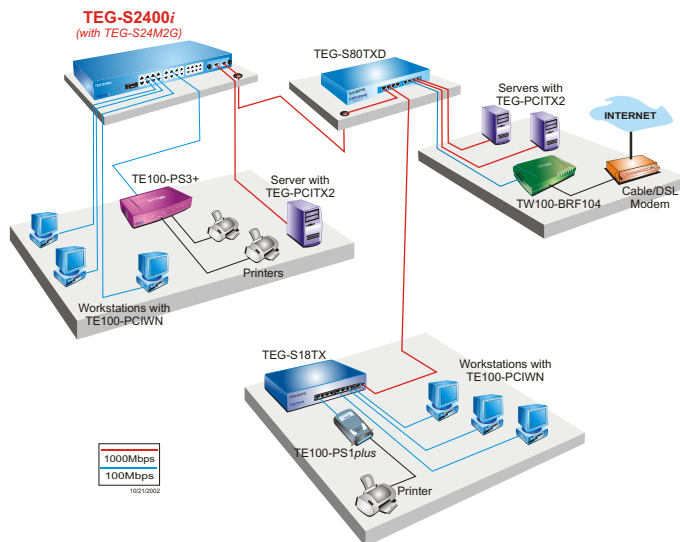 TEG-S2400i
(with TEG-S24M2G)
TEG-S80TXD
Servers with
TEG-PCITX2
INTERNET
TE100-PS3+
Server with
TEG-PCITX2
TW100-BRF104
Cable/DSL
Modem
Printers
Workstations with
TE100-PCIWN
TEG-S18TX
Workstations with
TE100-PCIWN
TE100-PS1plus
Printer
1000Mbps
100Mbps
10/21/2002